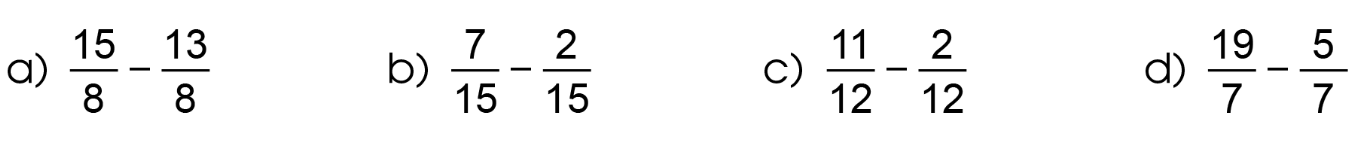 a) 15/8 − 13/8 b) 7/15 − 2/15 c) 11/12 − 2/12 d) 19/7 − 5/7